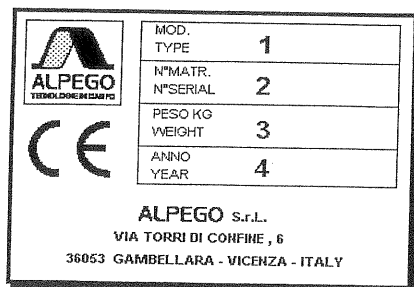 ALPEGO
TECNOLOGIE IN CAMPO
MOD.
TYPE 1
N°MATR.
N°SERIAL 2
PESO KG
WEIGHT 3
ANNO
YEAR 4
CE
ALPEGO S.r.L.
VIA TORRI DI CONFINE , 6
36053 GAMBELLARA - VICENZA - ITALY